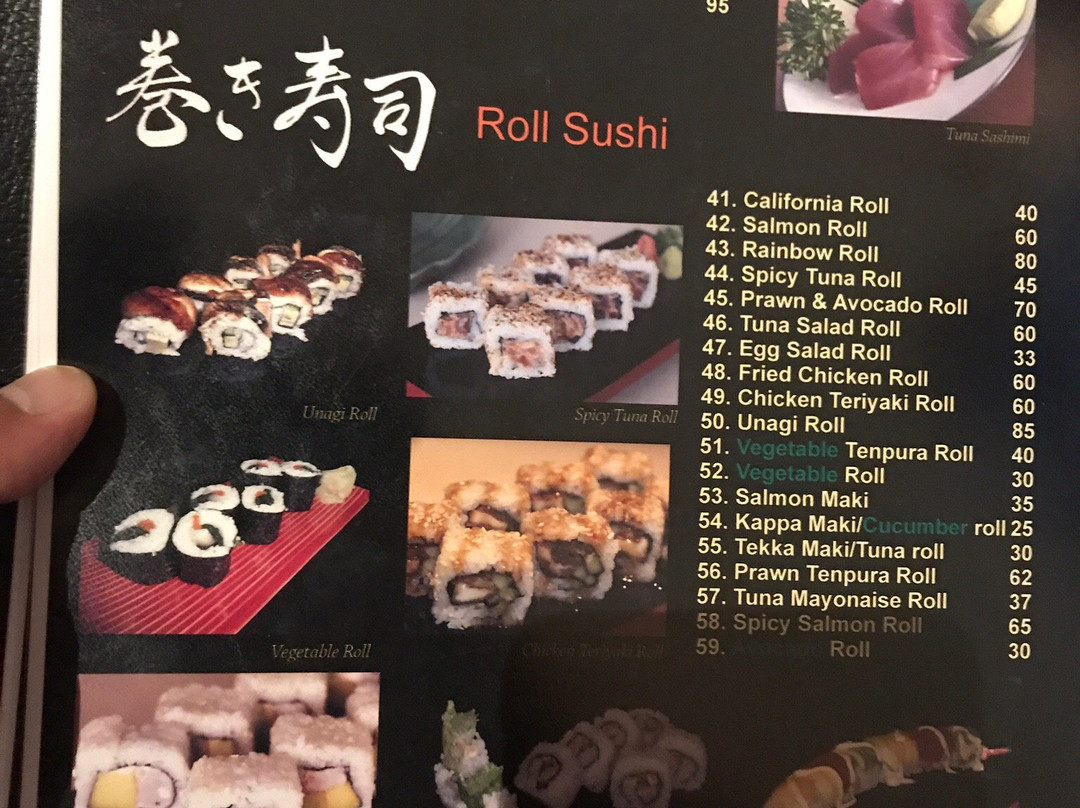 95
巻き寿司
Roll Sushi
Tuna Sashimi
41. California Roll 40
42. Salmon Roll 60
43. Rainbow Roll 80
44. Spicy Tuna Roll 45
45. Prawn & Avocado Roll 70
46. Tuna Salad Roll 60
47. Egg Salad Roll 33
48. Fried Chicken Roll 60
49. Chicken Teriyaki Roll 60
50. Unagi Roll 85
51. Vegetable Tenpura Roll 40
52. Vegetable Roll 30
53. Salmon Maki 35
54. Kappa Maki/Cucumber roll 25
55. Tekka Maki/Tuna roll 30
56. Prawn Tenpura Roll 62
57. Tuna Mayonaise Roll 37
58. Spicy Salmon Roll 65
59. Avocado Roll 30
Unagi Roll
Spicy Tuna Roll
Vegetable Roll
Chicken Teriyaki Roll